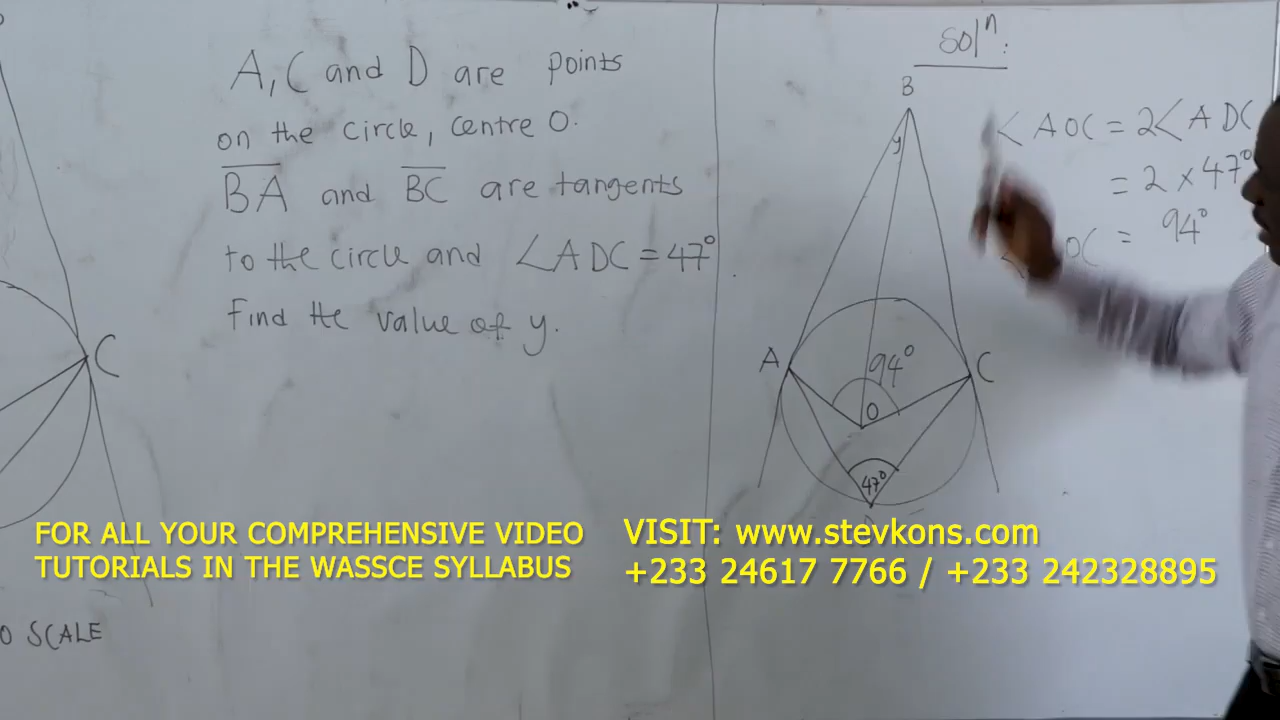 A, C and D are points
on the circle, centre O.
BA and BC are tangents
to the circle and ∠ADC = 47°.
Find the value of y.
C
O SCALE
Solⁿ:
B
y
A
94°
C
O
47°
∠AOC = 2∠ADC
= 2 × 47°
OC = 94°
FOR ALL YOUR COMPREHENSIVE VIDEO
TUTORIALS IN THE WASSCE SYLLABUS
VISIT: www.stevkons.com
+233 24617 7766 / +233 242328895